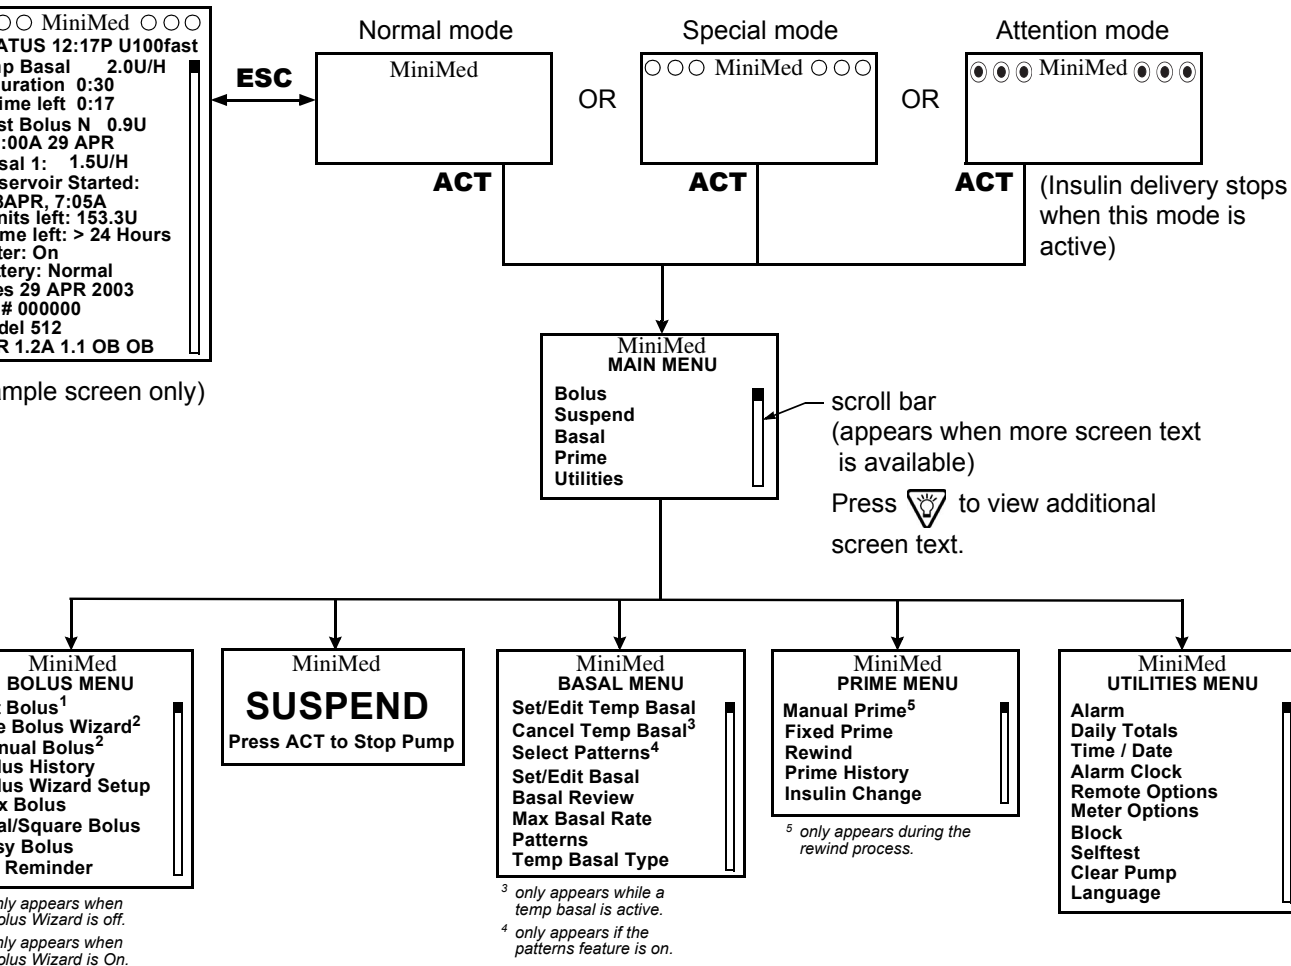 MiniMed
ATUS 12:17P U100fast
p Basal 2.0U/H
uration 0:30
ime left 0:17
st Bolus N 0.9U
:00A 29 APR
sal 1: 1.5U/H
servoir Started:
APR, 7:05A
nits left: 153.3U
me left: > 24 Hours
ter: On
ttery: Normal
es 29 APR 2003
# 000000
del 512
R 1.2A 1.1 OB OB
mple screen only)
ESC
Normal mode
MiniMed
OR
Special mode
MiniMed
OR
Attention mode
MiniMed
ACT
ACT
ACT
(Insulin delivery stops
when this mode is
active)
MiniMed
MAIN MENU
Bolus
Suspend
Basal
Prime
Utilities
scroll bar
(appears when more screen text
is available)
Press to view additional
screen text.
MiniMed
BOLUS MENU
t Bolus¹
e Bolus Wizard²
nual Bolus²
lus History
lus Wizard Setup
x Bolus
al/Square Bolus
sy Bolus
Reminder
nly appears when
olus Wizard is off.
nly appears when
olus Wizard is On.
MiniMed
SUSPEND
Press ACT to Stop Pump
MiniMed
BASAL MENU
Set/Edit Temp Basal
Cancel Temp Basal³
Select Patterns⁴
Set/Edit Basal
Basal Review
Max Basal Rate
Patterns
Temp Basal Type
³ only appears while a
temp basal is active.
⁴ only appears if the
patterns feature is on.
MiniMed
PRIME MENU
Manual Prime⁵
Fixed Prime
Rewind
Prime History
Insulin Change
⁵ only appears during the
rewind process.
MiniMed
UTILITIES MENU
Alarm
Daily Totals
Time / Date
Alarm Clock
Remote Options
Meter Options
Block
Selftest
Clear Pump
Language